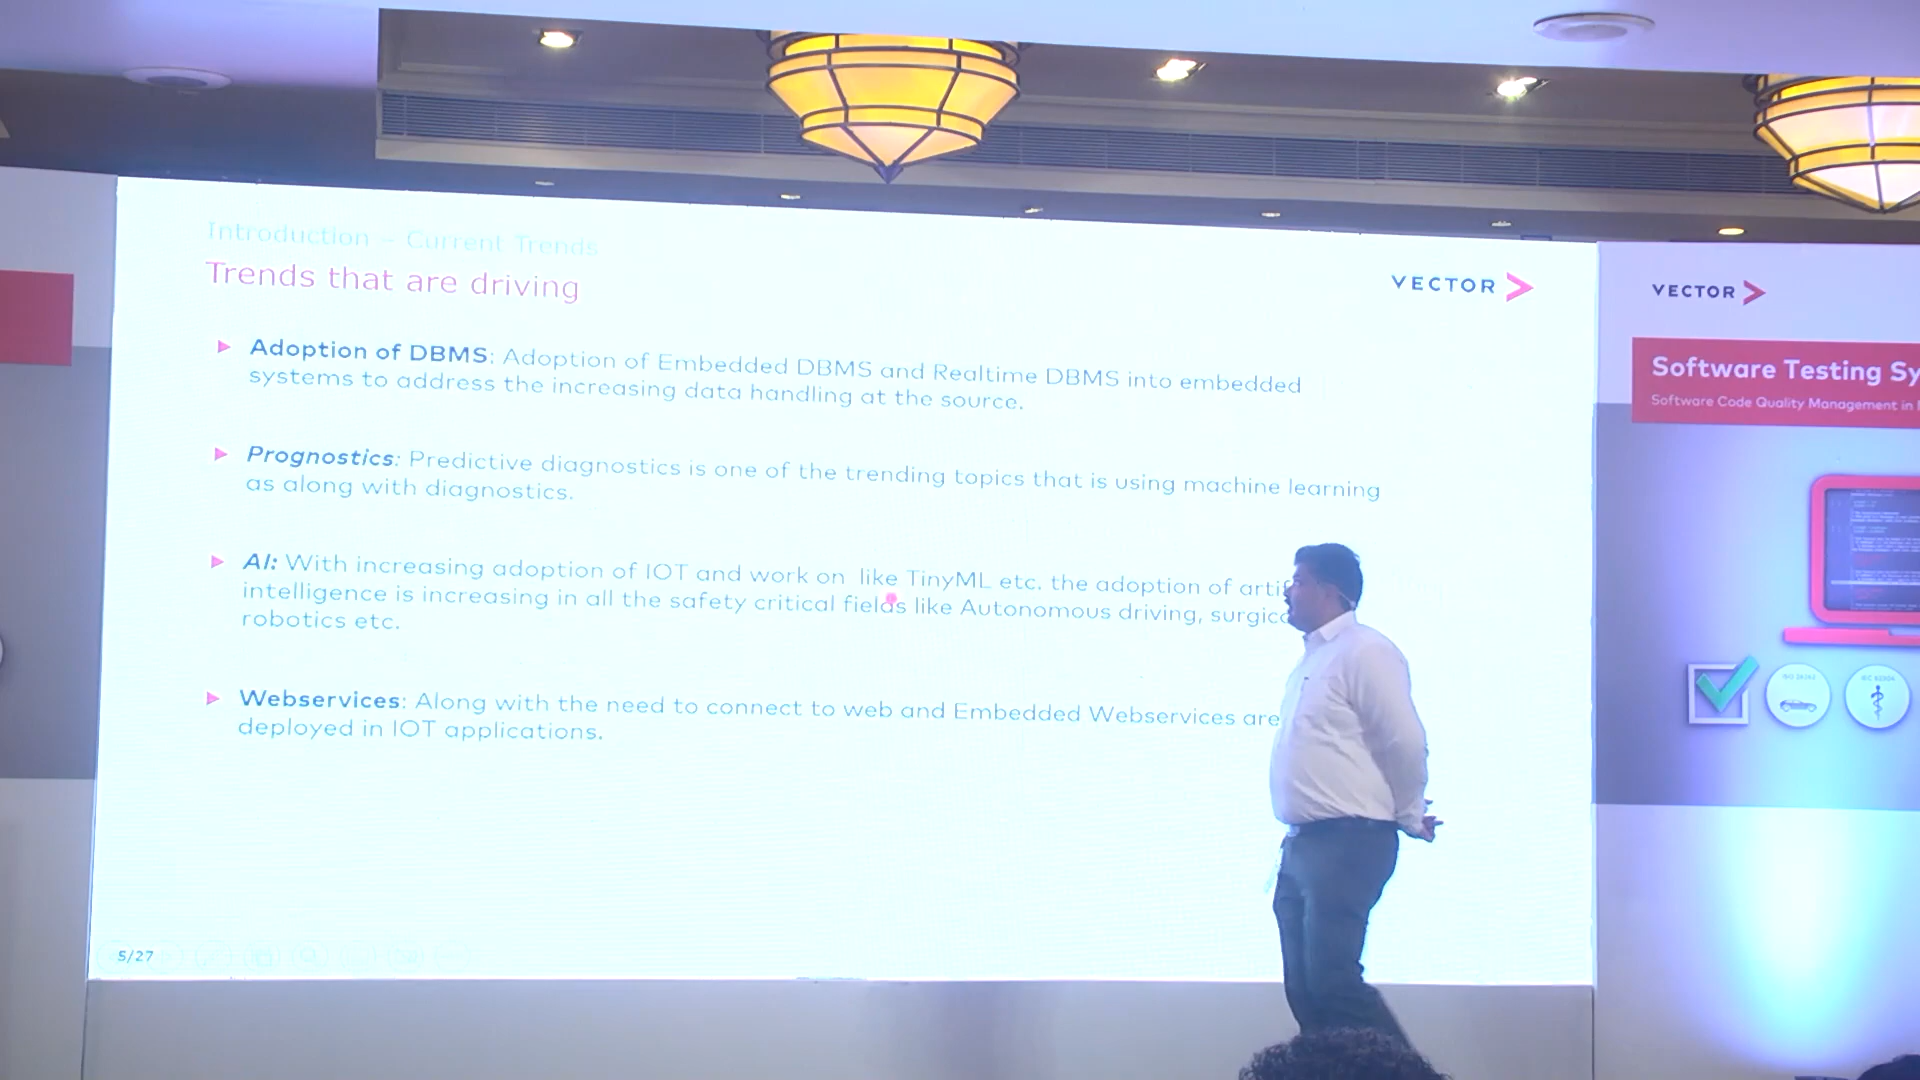 Introduction – Current Trends
Trends that are driving
VECTOR
Adoption of DBMS: Adoption of Embedded DBMS and Realtime DBMS into embedded
systems to address the increasing data handling at the source.
Prognostics: Predictive diagnostics is one of the trending topics that is using machine learning
as along with diagnostics.
AI: With increasing adoption of IOT and work on like TinyML etc. the adoption of
intelligence is increasing in all the safety critical fields like Autonomous driving,
robotics etc.
Webservices: Along with the need to connect to web and Embedded Webservices are
deployed in IOT applications.
5/27
VECTOR
Software Testing
Software Code Quality Management in